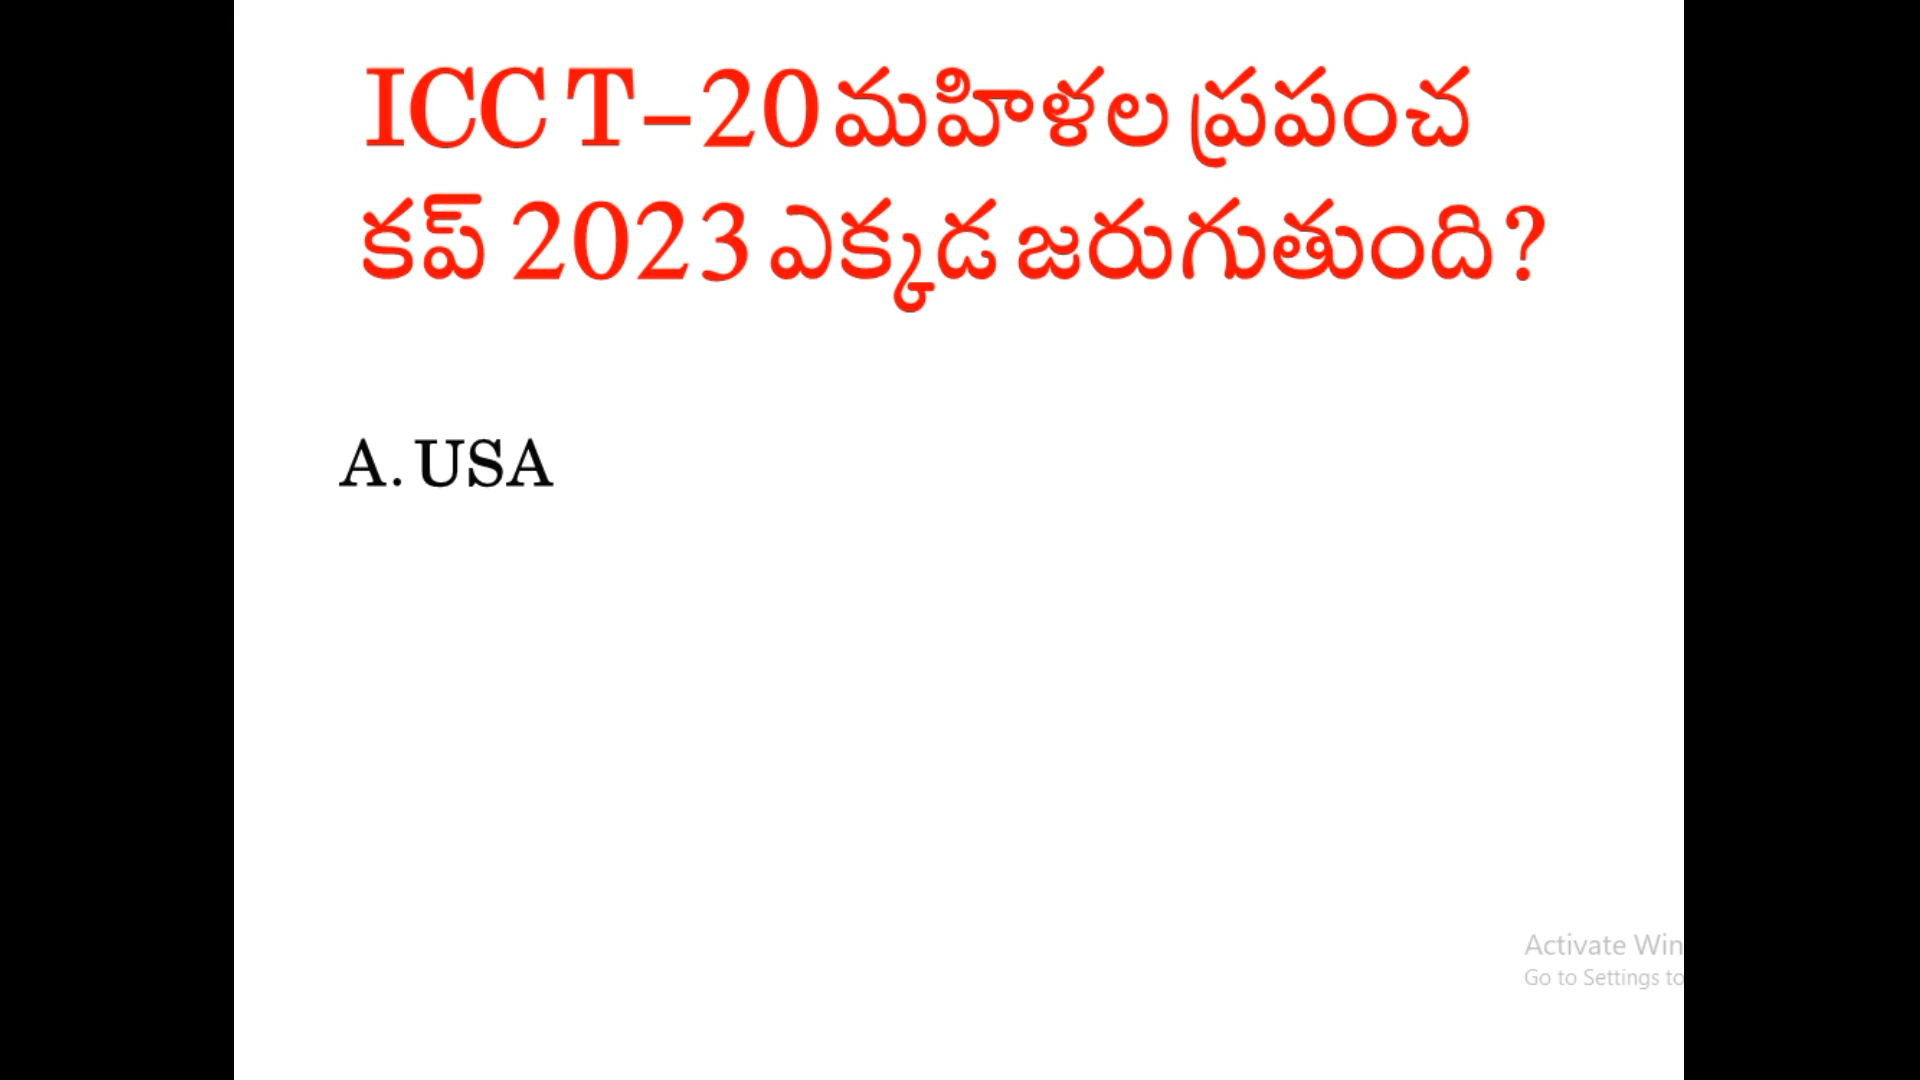 ICC T-20 మహిళల ప్రపంచ
కప్ 2023 ఎక్కడ జరుగుతుంది?
A. USA
Activate Win
Go to Settings to